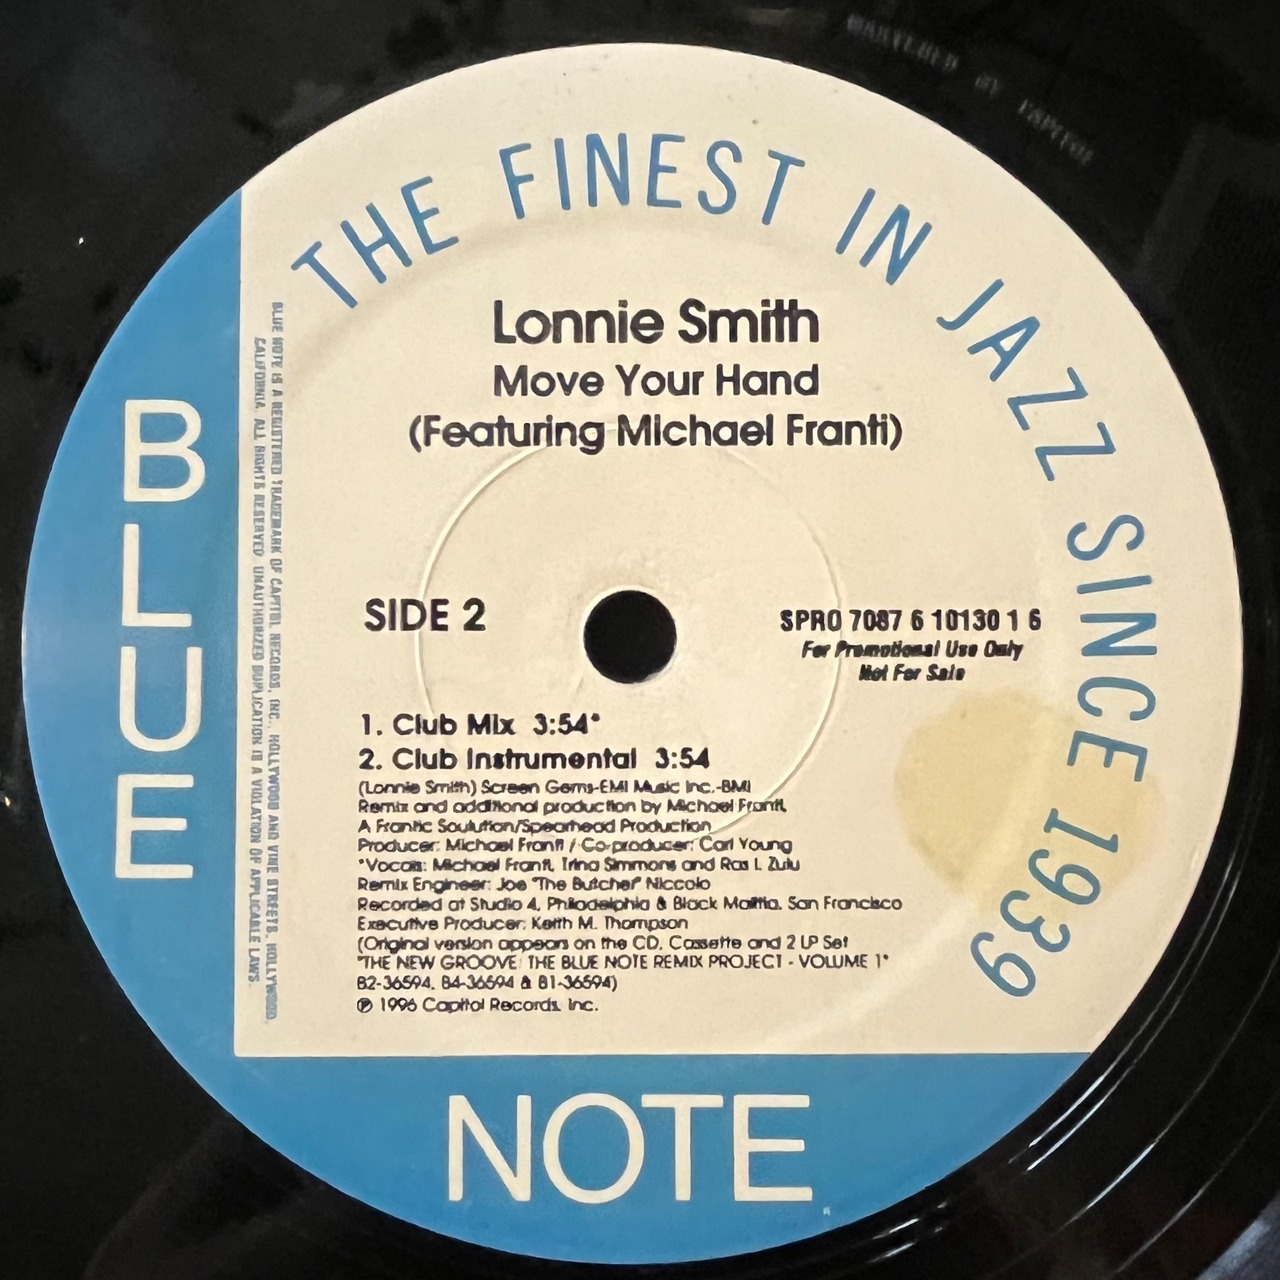 MASTERED BY CAPITOL
THE FINEST IN JAZZ SINCE 1939
BLUE
NOTE
BLUE NOTE IS A REGISTERED TRADEMARK OF CAPITOL RECORDS, INC., HOLLYWOOD AND VINE STREETS, HOLLYWOOD,
CALIFORNIA. ALL RIGHTS RESERVED. UNAUTHORIZED DUPLICATION IS A VIOLATION OF APPLICABLE LAWS.
Lonnie Smith
Move Your Hand
(Featuring Michael Franti)
SIDE 2
SPRO 7087 6 10130 1 6
For Promotional Use Only
Not For Sale
1. Club Mix 3:54*
2. Club Instrumental 3:54
(Lonnie Smith) Screen Gems-EMI Music Inc.-BMI
Remix and additional production by Michael Franti,
A Frantic Soulution/Spearhead Production
Producer: Michael Franti / Co-producer: Carl Young
*Vocals: Michael Franti, Trina Simmons and Ras I. Zulu
Remix Engineer: Joe "The Butcher" Niccolo
Recorded at Studio 4, Philadelphia & Black Mafftia, San Francisco
Executive Producer: Keith M. Thompson
(Original version appears on the CD, Cassette and 2 LP Set
"THE NEW GROOVE: THE BLUE NOTE REMIX PROJECT - VOLUME 1"
B2-36594, B4-36594 & B1-36594)
℗ 1996 Capitol Records, Inc.